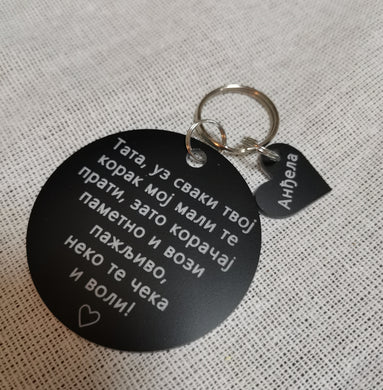 Тата, уз сваки твој
корак мој мали те
прати, зато корачај
паметно и вози
пажљиво,
неко те чека
и воли!
Анђела